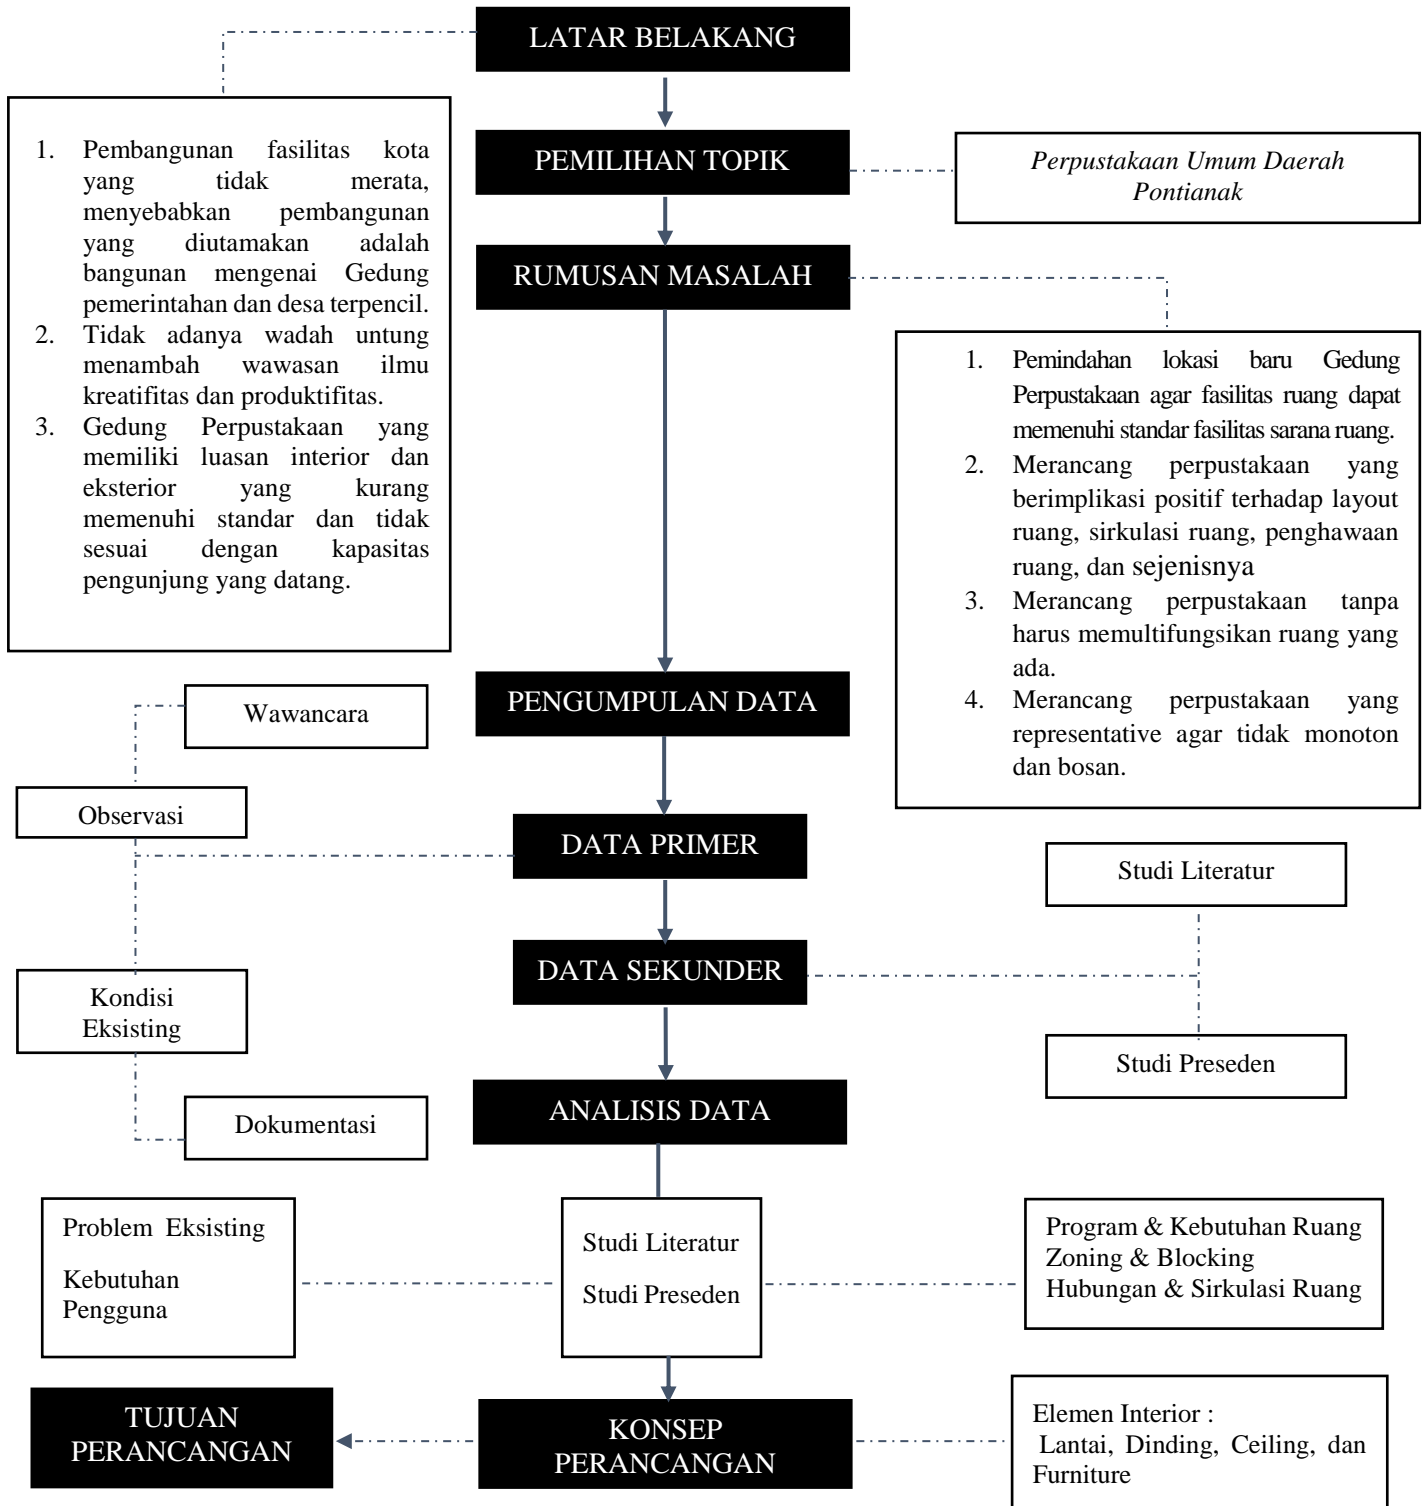 LATAR BELAKANG
1. Pembangunan fasilitas kota
yang tidak merata,
menyebabkan pembangunan
yang diutamakan adalah
bangunan mengenai Gedung
pemerintahan dan desa terpencil.
2. Tidak adanya wadah untung
menambah wawasan ilmu
kreatifitas dan produktifitas.
3. Gedung Perpustakaan yang
memiliki luasan interior dan
eksterior yang kurang
memenuhi standar dan tidak
sesuai dengan kapasitas
pengunjung yang datang.
PEMILIHAN TOPIK
Perpustakaan Umum Daerah
Pontianak
RUMUSAN MASALAH
1. Pemindahan lokasi baru Gedung
Perpustakaan agar fasilitas ruang dapat
memenuhi standar fasilitas sarana ruang.
2. Merancang perpustakaan yang
berimplikasi positif terhadap layout
ruang, sirkulasi ruang, penghawaan
ruang, dan sejenisnya
3. Merancang perpustakaan tanpa
harus memultifungsikan ruang yang
ada.
4. Merancang perpustakaan yang
representative agar tidak monoton
dan bosan.
PENGUMPULAN DATA
Wawancara
Observasi
DATA PRIMER
Kondisi
Eksisting
Dokumentasi
DATA SEKUNDER
Studi Literatur
Studi Preseden
ANALISIS DATA
Problem Eksisting
Kebutuhan
Pengguna
Studi Literatur
Studi Preseden
Program & Kebutuhan Ruang
Zoning & Blocking
Hubungan & Sirkulasi Ruang
TUJUAN
PERANCANGAN
KONSEP
PERANCANGAN
Elemen Interior :
Lantai, Dinding, Ceiling, dan
Furniture